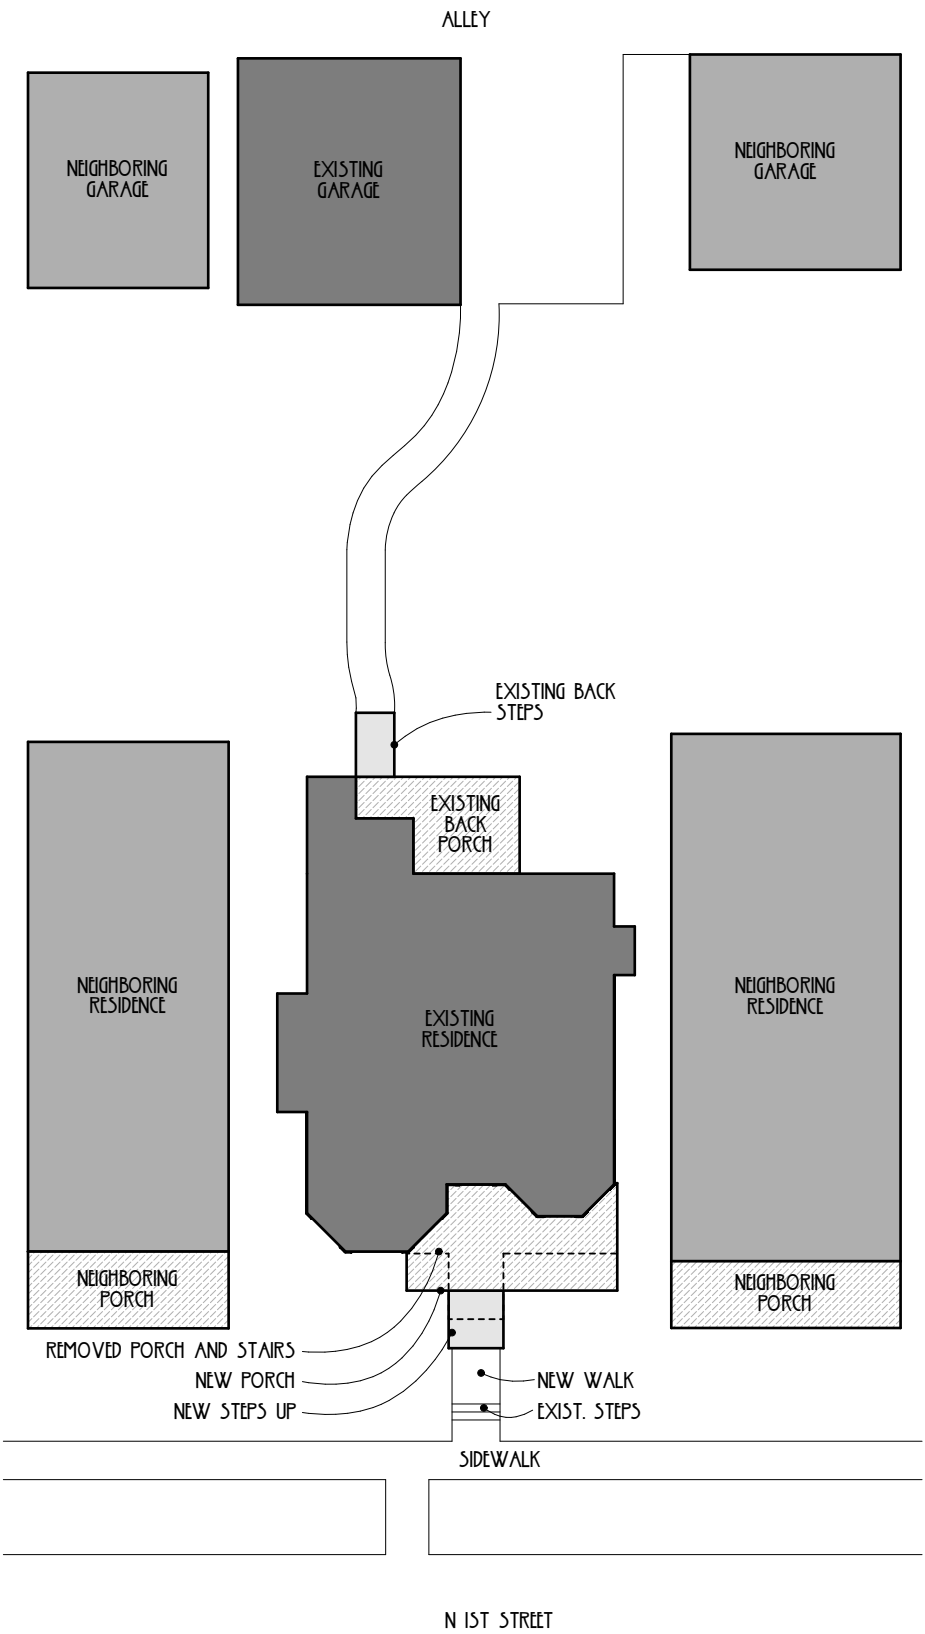 ALLEY
NEIGHBORING
GARAGE
EXISTING
GARAGE
NEIGHBORING
GARAGE
EXISTING BACK
STEPS
EXISTING
BACK
PORCH
NEIGHBORING
RESIDENCE
EXISTING
RESIDENCE
NEIGHBORING
RESIDENCE
NEIGHBORING
PORCH
NEIGHBORING
PORCH
REMOVED PORCH AND STAIRS
NEW PORCH
NEW STEPS UP
NEW WALK
EXIST. STEPS
SIDEWALK
N 1ST STREET